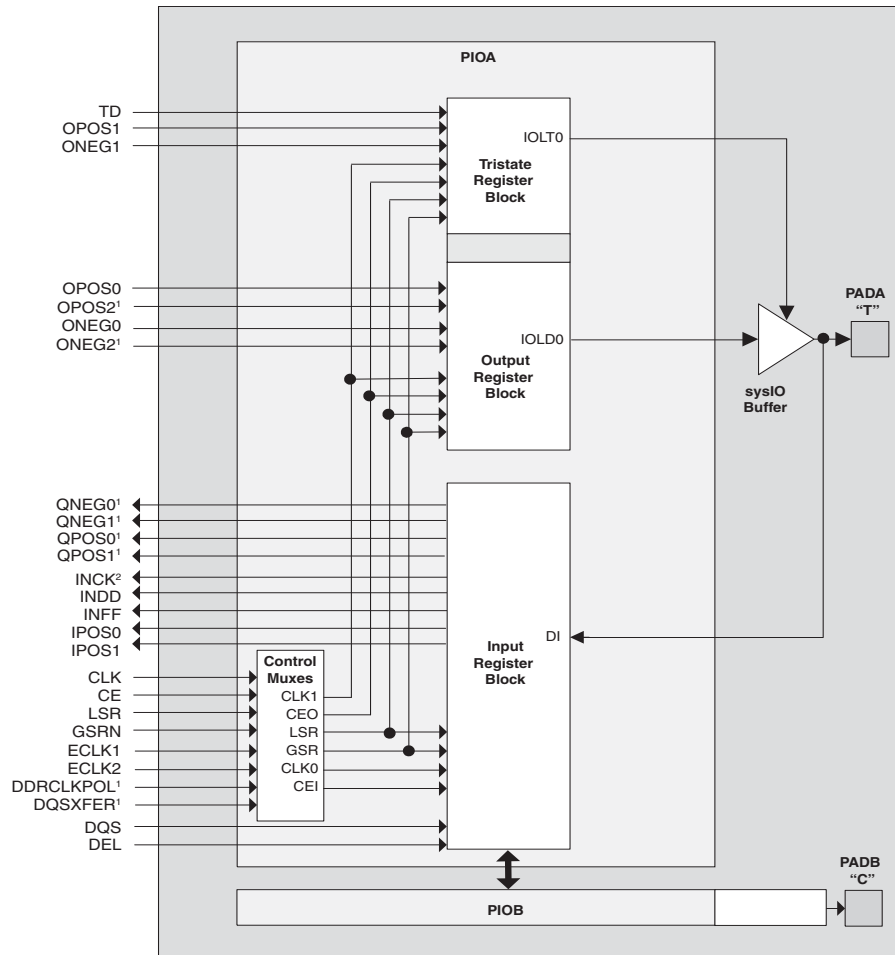 PIOA
TD
OPOS1
ONEG1
IOLT0
Tristate
Register
Block
OPOS0
OPOS2¹
ONEG0
ONEG2¹
IOLD0
Output
Register
Block
PADA
“T”
sysIO
Buffer
QNEG0¹
QNEG1¹
QPOS0¹
QPOS1¹
INCK²
INDD
INFF
IPOS0
IPOS1
DI
Input
Register
Block
CLK
CE
LSR
GSRN
ECLK1
ECLK2
DDRCLKPOL¹
DQSXFER¹
DQS
DEL
Control
Muxes
CLK1
CEO
LSR
GSR
CLK0
CEI
PADB
“C”
PIOB